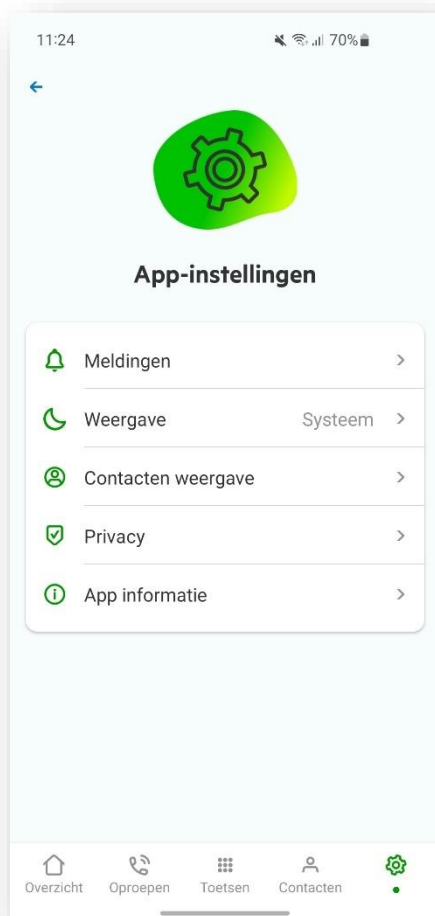 11:24 70%
App-instellingen
Meldingen
Weergave Systeem
Contacten weergave
Privacy
App informatie
Overzicht Oproepen Toetsen Contacten